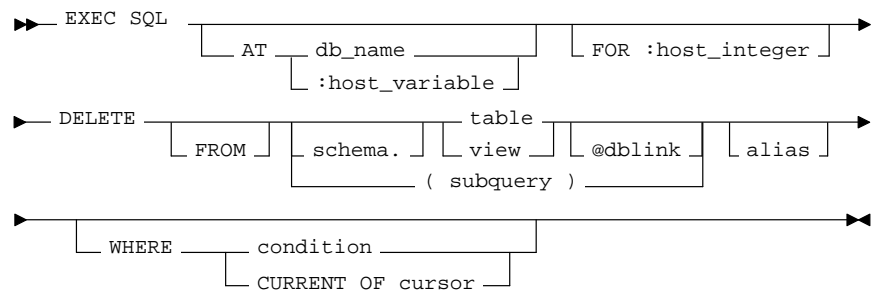 EXEC SQL
AT db_name FOR :host_integer
:host_variable
DELETE table
FROM schema. view @dblink alias
( subquery )
WHERE condition
CURRENT OF cursor